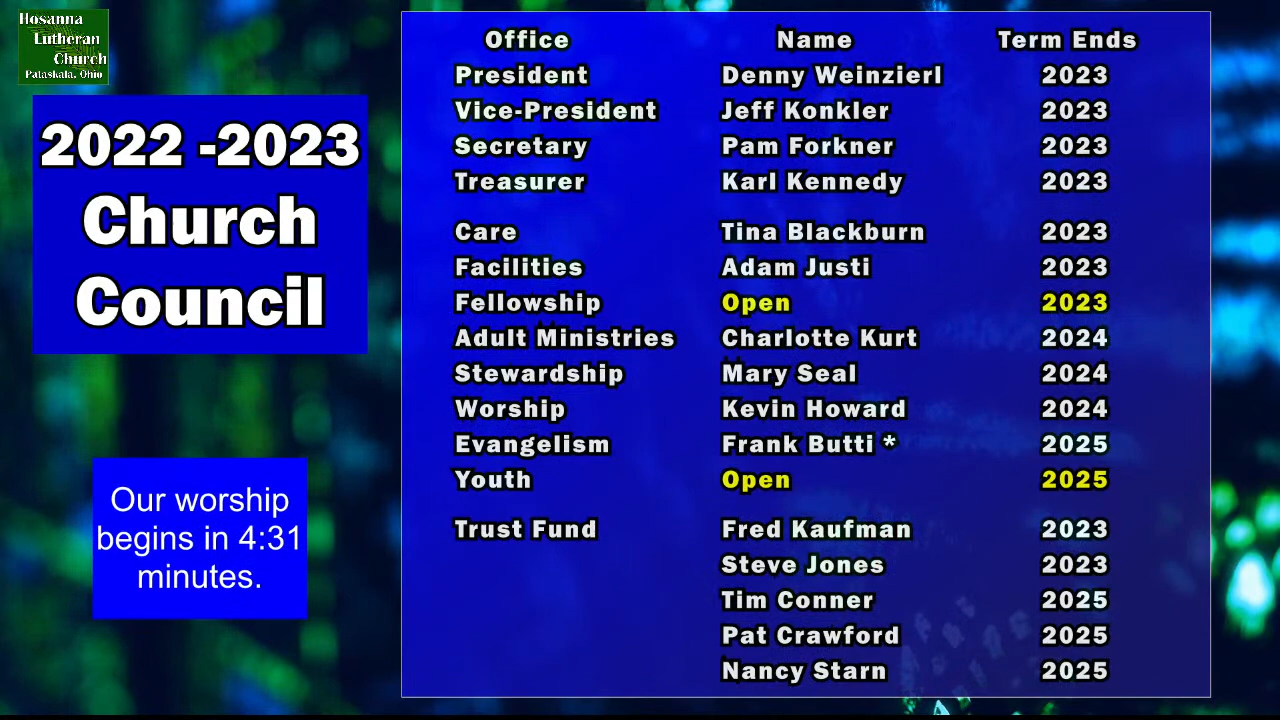 Hosanna
Lutheran
Church
Pataskala, Ohio
2022 -2023
Church
Council
Our worship
begins in 4:31
minutes.
Office Name Term Ends
President Denny Weinzierl 2023
Vice-President Jeff Konkler 2023
Secretary Pam Forkner 2023
Treasurer Karl Kennedy 2023
Care Tina Blackburn 2023
Facilities Adam Justi 2023
Fellowship Open 2023
Adult Ministries Charlotte Kurt 2024
Stewardship Mary Seal 2024
Worship Kevin Howard 2024
Evangelism Frank Butti * 2025
Youth Open 2025
Trust Fund Fred Kaufman 2023
Steve Jones 2023
Tim Conner 2025
Pat Crawford 2025
Nancy Starn 2025